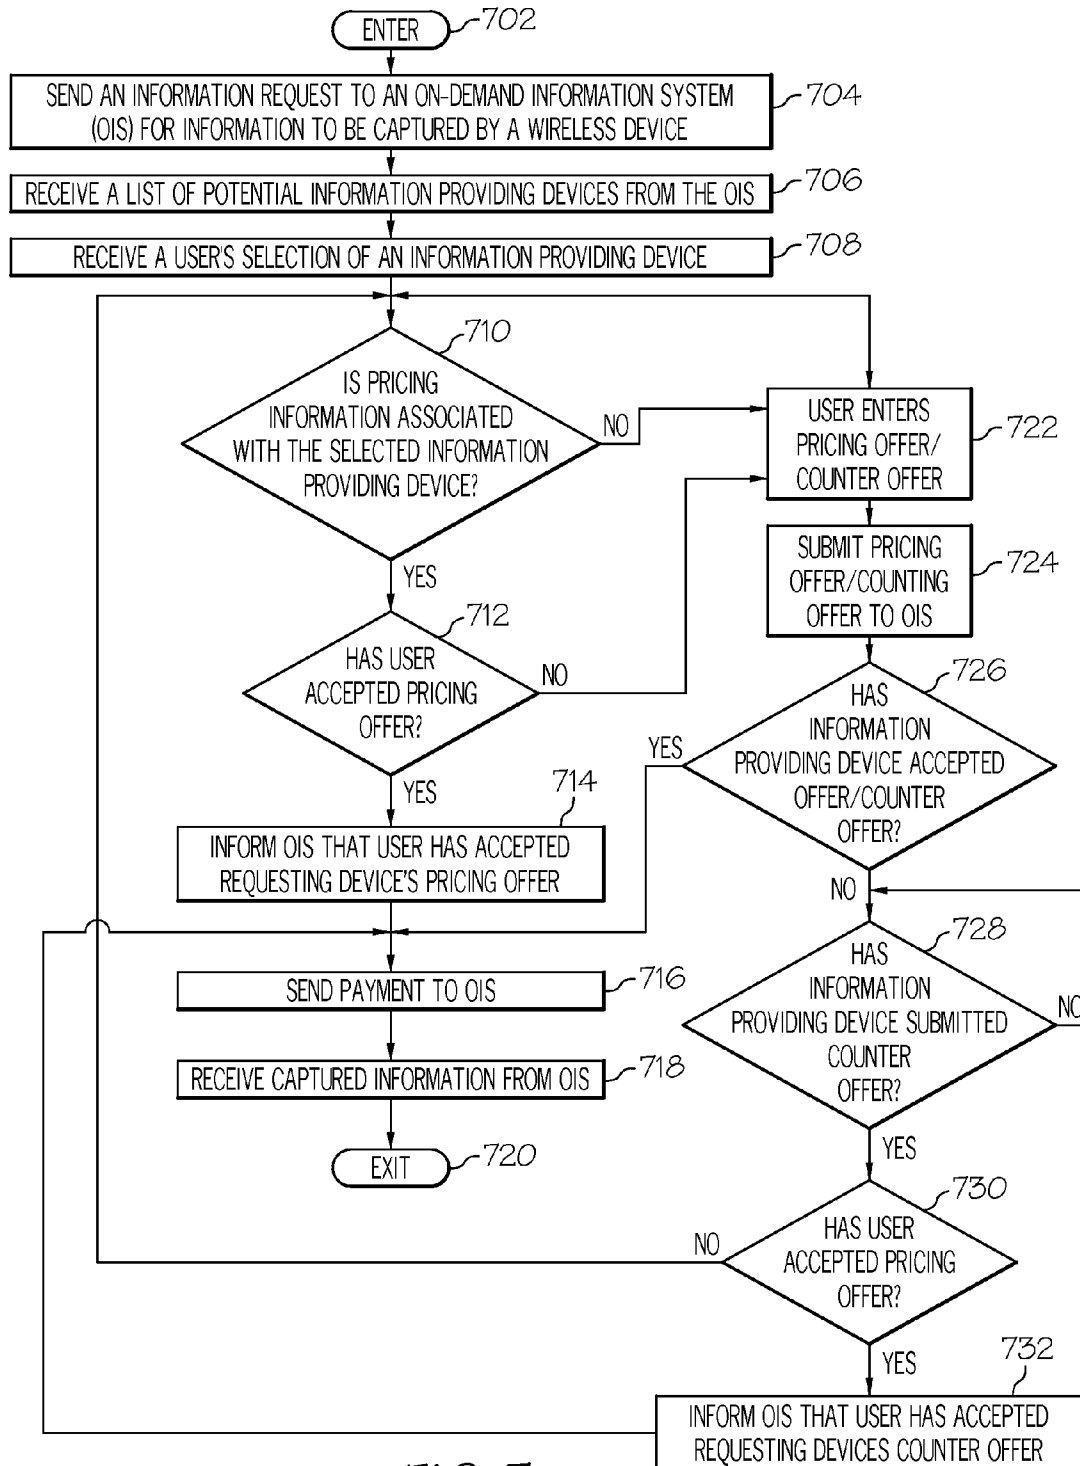 ENTER
702
SEND AN INFORMATION REQUEST TO AN ON-DEMAND INFORMATION SYSTEM
(OIS) FOR INFORMATION TO BE CAPTURED BY A WIRELESS DEVICE
704
RECEIVE A LIST OF POTENTIAL INFORMATION PROVIDING DEVICES FROM THE OIS
706
RECEIVE A USER'S SELECTION OF AN INFORMATION PROVIDING DEVICE
708
710
IS PRICING
INFORMATION ASSOCIATED
WITH THE SELECTED INFORMATION
PROVIDING DEVICE?
NO
YES
712
HAS USER
ACCEPTED PRICING
OFFER?
NO
YES
714
INFORM OIS THAT USER HAS ACCEPTED
REQUESTING DEVICE'S PRICING OFFER
SEND PAYMENT TO OIS
716
RECEIVE CAPTURED INFORMATION FROM OIS
718
EXIT
720
USER ENTERS
PRICING OFFER/
COUNTER OFFER
722
SUBMIT PRICING
OFFER/COUNTING
OFFER TO OIS
724
726
HAS
INFORMATION
PROVIDING DEVICE ACCEPTED
OFFER/COUNTER
OFFER?
YES
NO
728
HAS
INFORMATION
PROVIDING DEVICE SUBMITTED
COUNTER
OFFER?
NO
YES
730
HAS USER
ACCEPTED PRICING
OFFER?
NO
YES
732
INFORM OIS THAT USER HAS ACCEPTED
REQUESTING DEVICES COUNTER OFFER